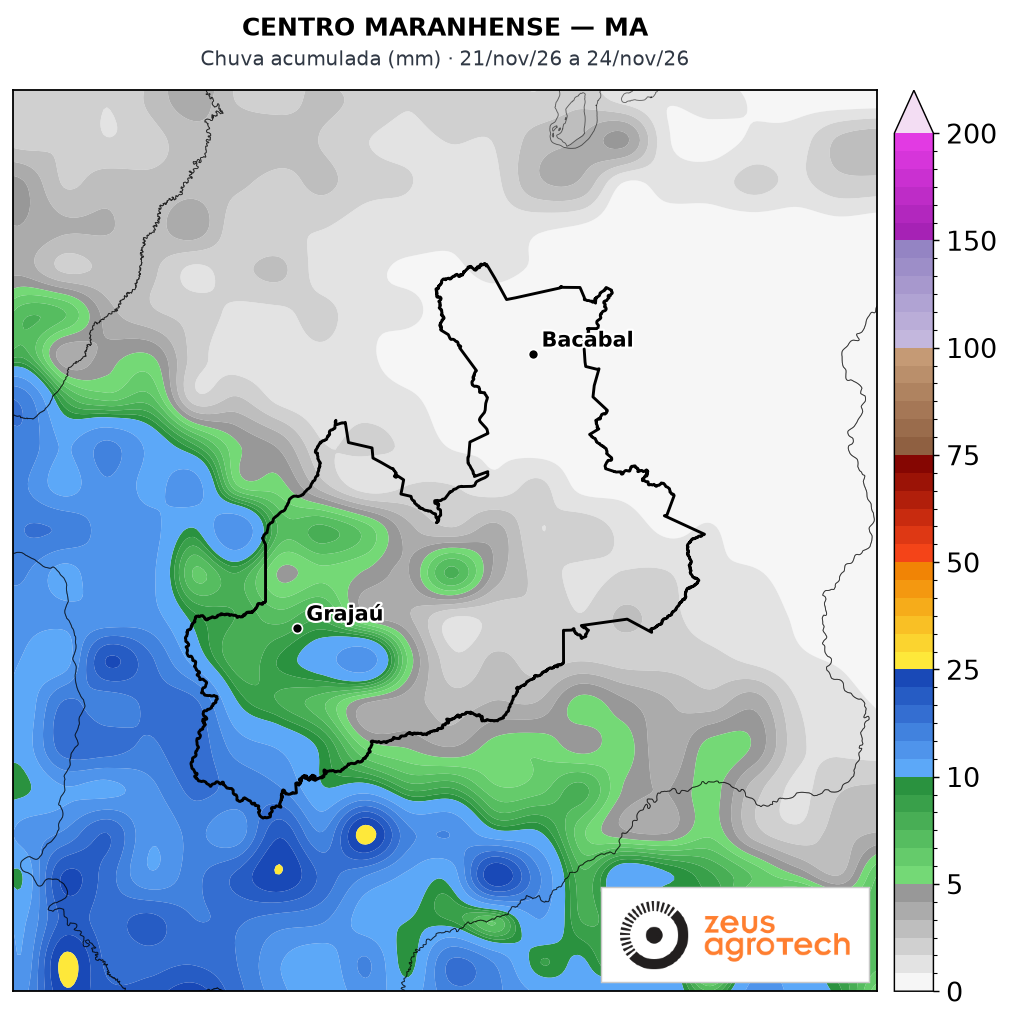 CENTRO MARANHENSE — MA
Chuva acumulada (mm) · 21/nov/26 a 24/nov/26
200
150
100
75
50
25
10
5
0
Bacabal
Grajaú
zeus
agrotech